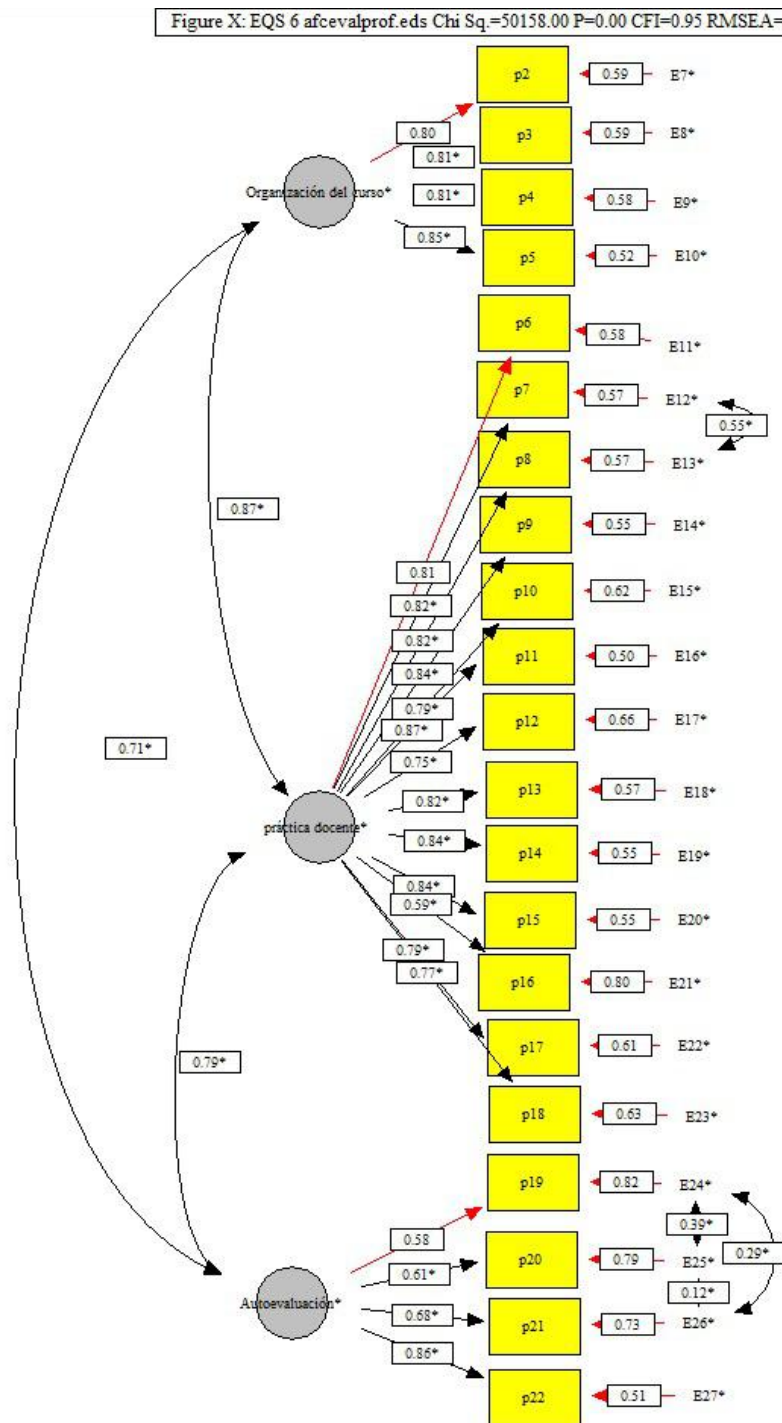 Figure X: EQS 6 afcevalprof.eds Chi Sq.=50158.00 P=0.00 CFI=0.95 RMSEA=
p2 0.59 E7*
0.80
p3 0.59 E8*
0.81*
Organización del curso*
0.81*
p4 0.58 E9*
0.85*
p5 0.52 E10*
p6 0.58 E11*
p7 0.57 E12*
0.55*
p8 0.57 E13*
0.87*
p9 0.55 E14*
0.81
p10 0.62 E15*
0.82*
0.82*
p11 0.50 E16*
0.84*
0.79*
0.87*
p12 0.66 E17*
0.71*
0.75*
p13 0.57 E18*
0.82*
práctica docente*
0.84*
p14 0.55 E19*
0.84*
0.59*
p15 0.55 E20*
0.79*
0.77*
p16 0.80 E21*
p17 0.61 E22*
0.79*
p18 0.63 E23*
p19 0.82 E24*
0.39*
0.58
0.29*
p20 0.79 E25*
0.61*
0.12*
Autoevaluación*
0.68*
p21 0.73 E26*
0.86*
p22 0.51 E27*